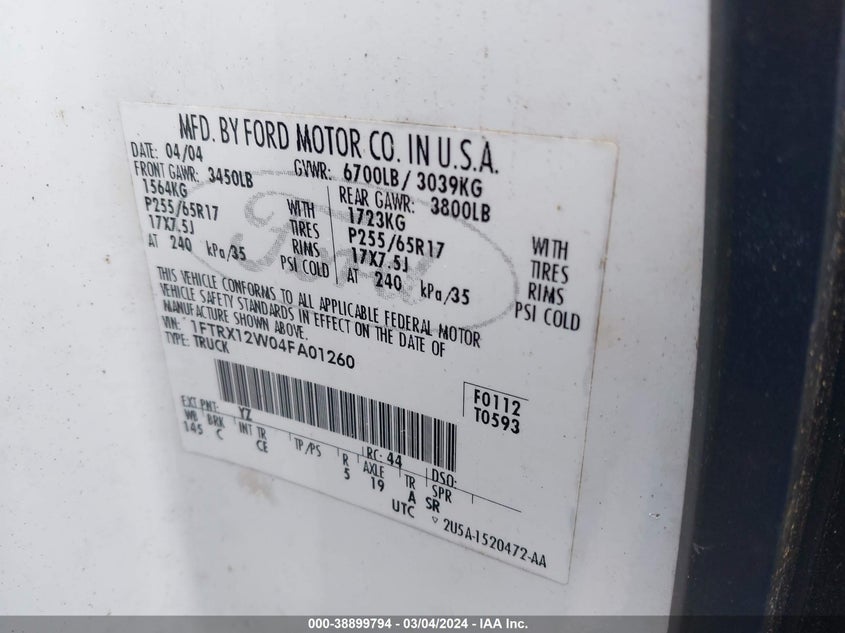 MFD. BY FORD MOTOR CO. IN U.S.A.
DATE: 04/04 GVWR: 6700LB/ 3039KG
FRONT GAWR: 3450LB REAR GAWR: 3800LB
1564KG WITH 1723KG WITH
P255/65R17 TIRES P255/65R17 TIRES
17X7.5J RIMS 17X7.5J RIMS
AT 240 kPa/35 PSI COLD AT 240 kPa/35 PSI COLD
THIS VEHICLE CONFORMS TO ALL APPLICABLE FEDERAL MOTOR
VEHICLE SAFETY STANDARDS IN EFFECT ON THE DATE OF
MANUFACTURE SHOWN ABOVE.
VIN: 1FTRX12W04FA01260
TYPE: TRUCK
F0112
T0593
EXT PNT: YZ RC: 44 DSO:
WB BRK INT TR TP/PS R AXLE TR SPR
145 C CE 5 19 A SR
UTC ▽ 2U5A-1520472-AA
Ford
000-38899794 - 03/04/2024 - IAA Inc.